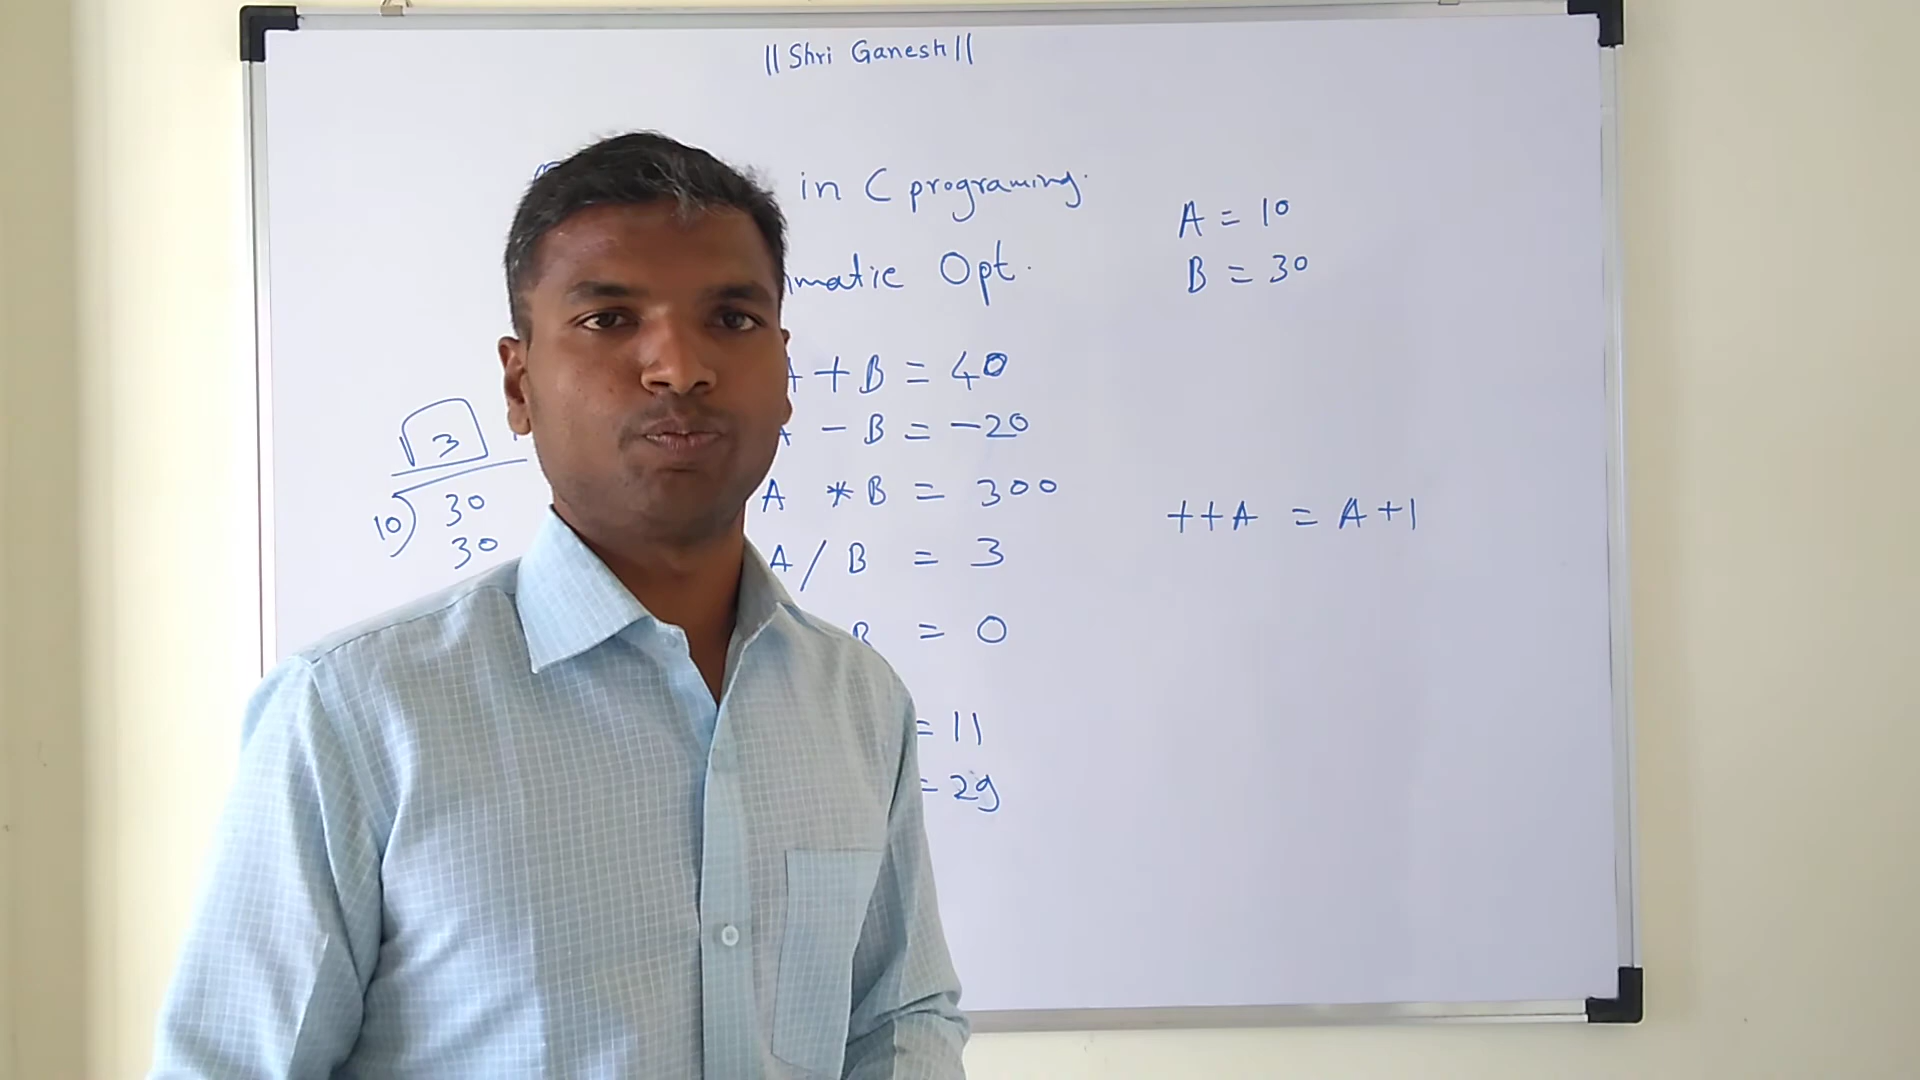 || Shri Ganesh ||
in C programing.
Opt.
A = 10
B = 30
A + B = 40
A - B = -20
A * B = 300
A / B = 3
B = 0
= 11
= 29
3
10) 30
30
++A = A+1